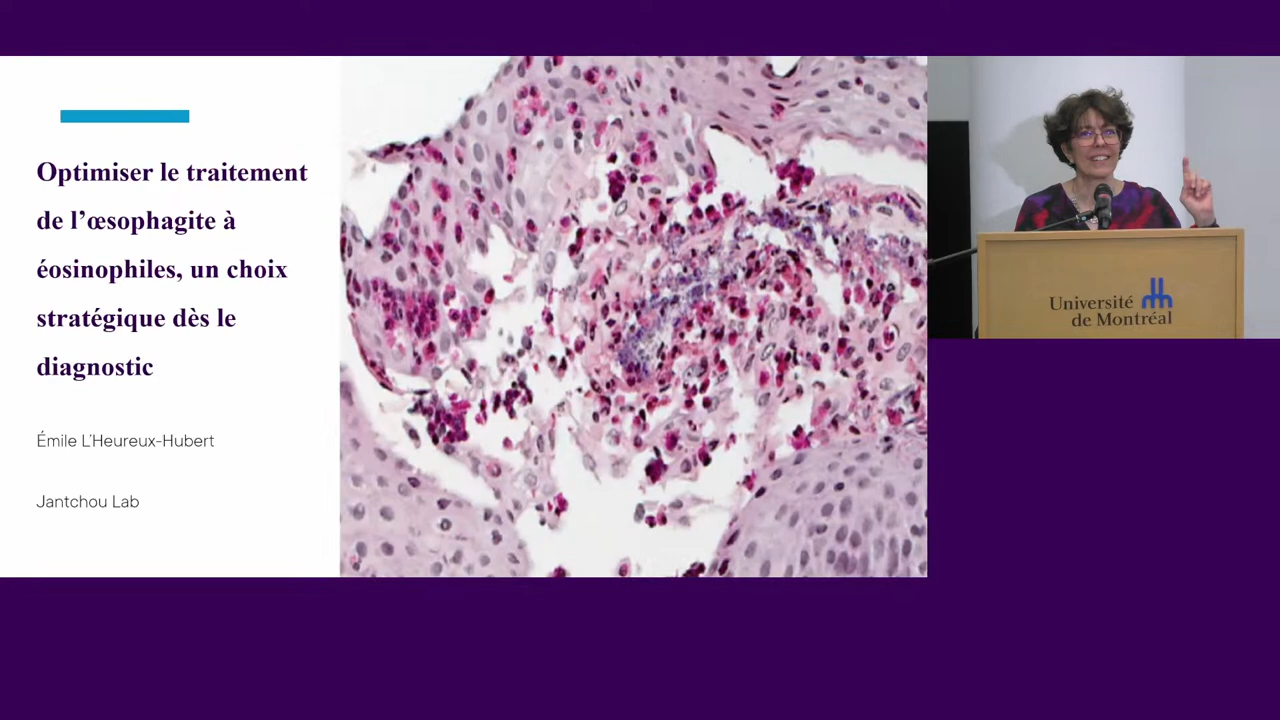 Optimiser le traitement
de l’œsophagite à
éosinophiles, un choix
stratégique dès le
diagnostic
Émile L'Heureux-Hubert
Jantchou Lab
Université
de Montréal